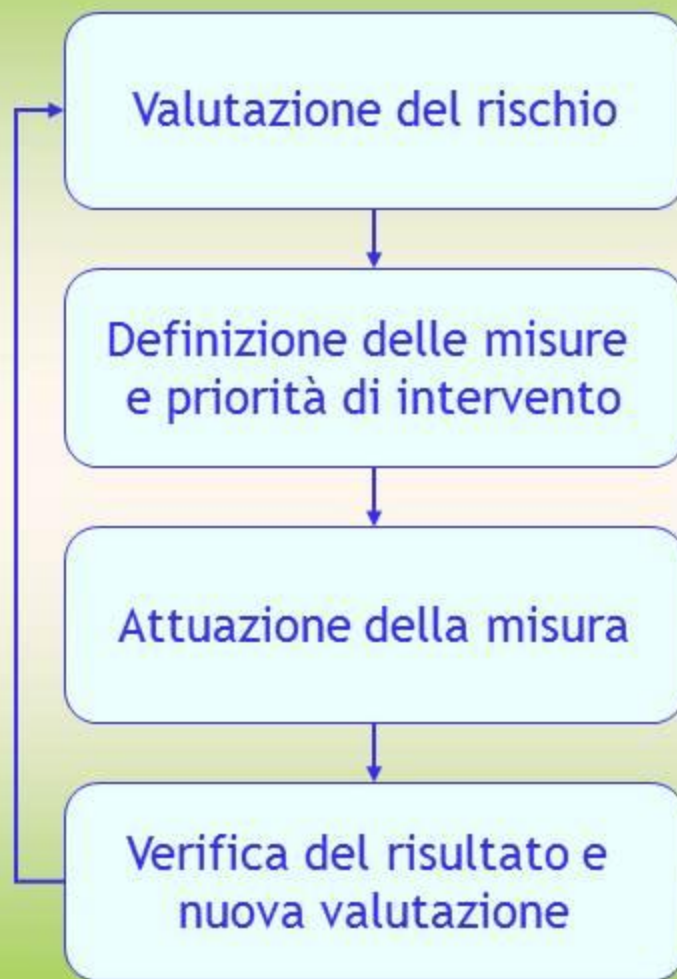 Valutazione del rischio
Definizione delle misure
e priorità di intervento
Attuazione della misura
Verifica del risultato e
nuova valutazione